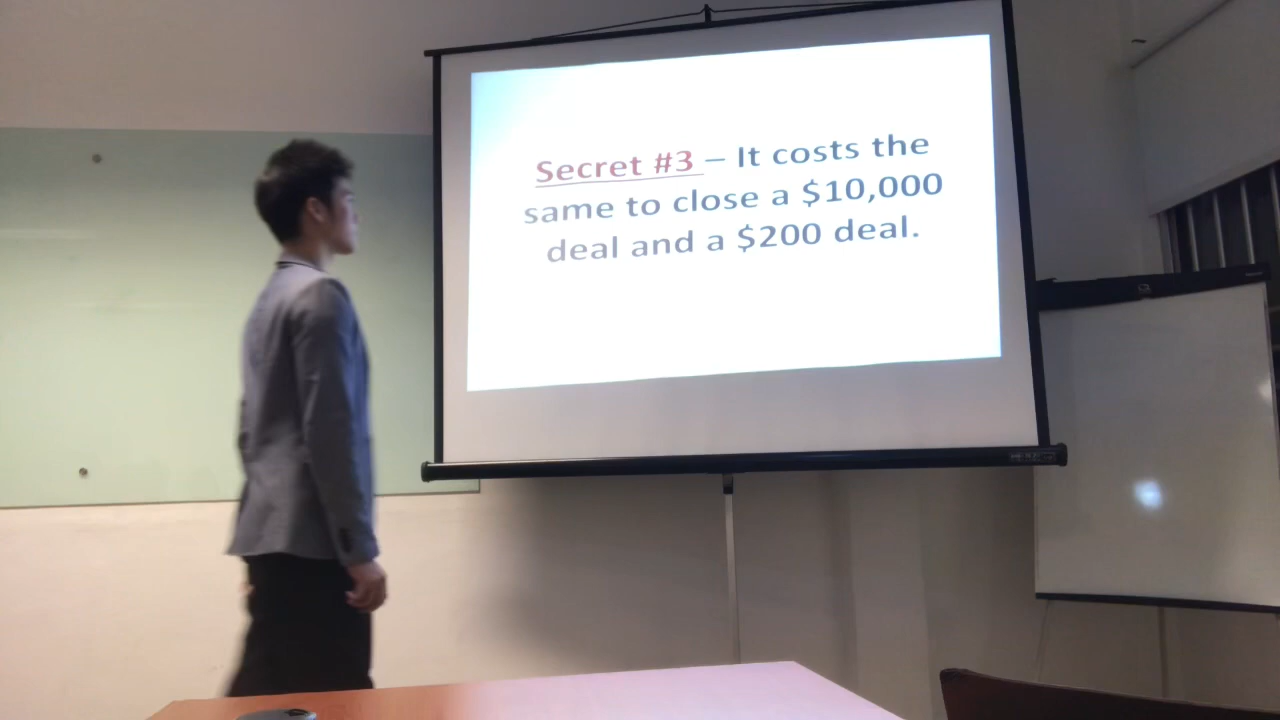 Secret #3 – It costs the
same to close a $10,000
deal and a $200 deal.